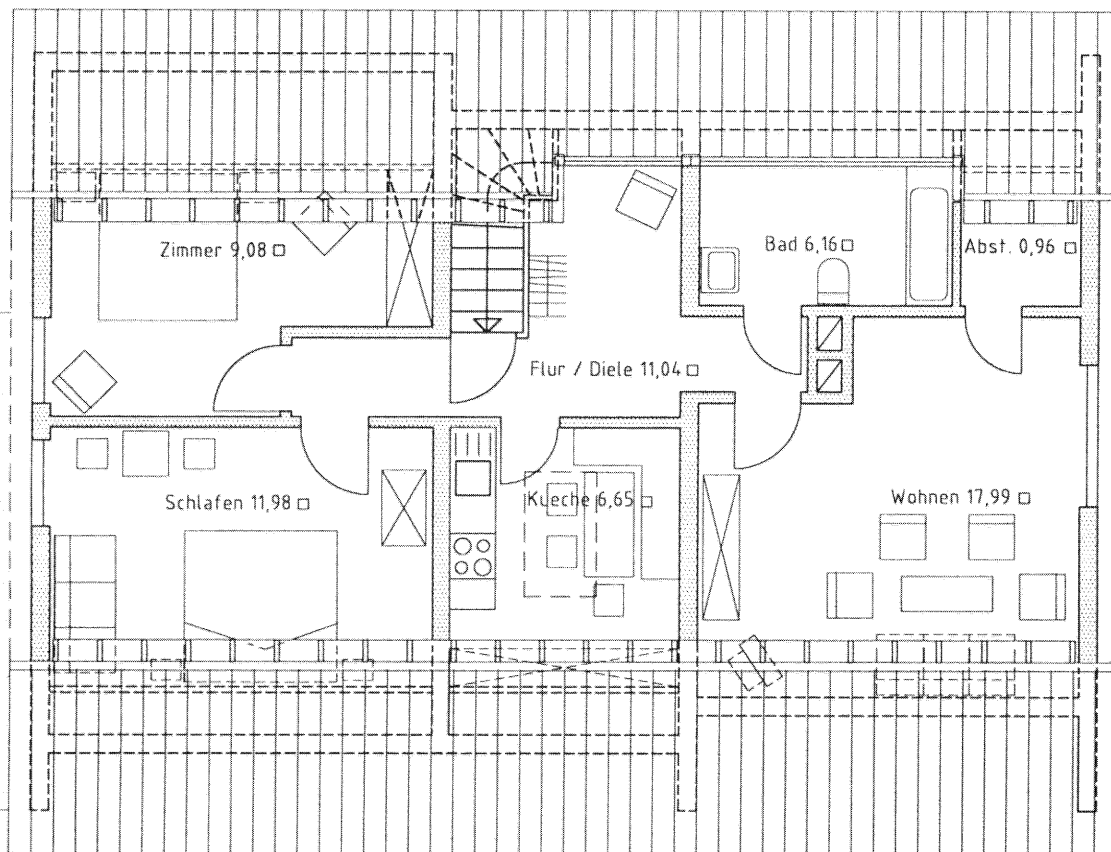 Zimmer 9,08 □
Bad 6,16 □
Abst. 0,96 □
Flur / Diele 11,04 □
Schlafen 11,98 □
Kueche 6,65 □
Wohnen 17,99 □